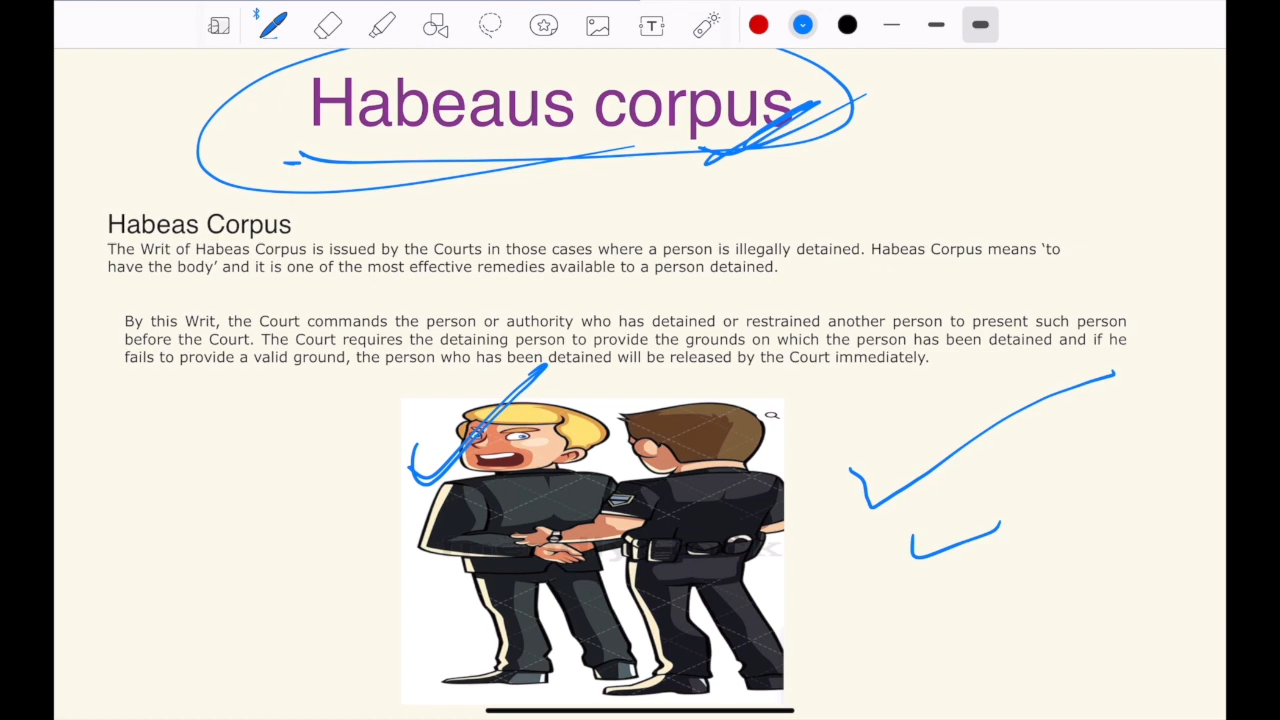 Habeaus corpus
Habeas Corpus
The Writ of Habeas Corpus is issued by the Courts in those cases where a person is illegally detained. Habeas Corpus means ‘to
have the body’ and it is one of the most effective remedies available to a person detained.
By this Writ, the Court commands the person or authority who has detained or restrained another person to present such person
before the Court. The Court requires the detaining person to provide the grounds on which the person has been detained and if he
fails to provide a valid ground, the person who has been detained will be released by the Court immediately.